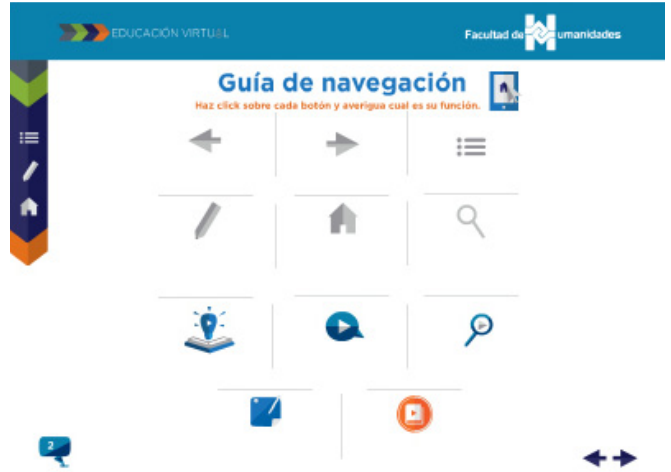 EDUCACIÓN VIRTUAL
Facultad de Humanidades
Guía de navegación
Haz click sobre cada botón y averigua cual es su función.
2